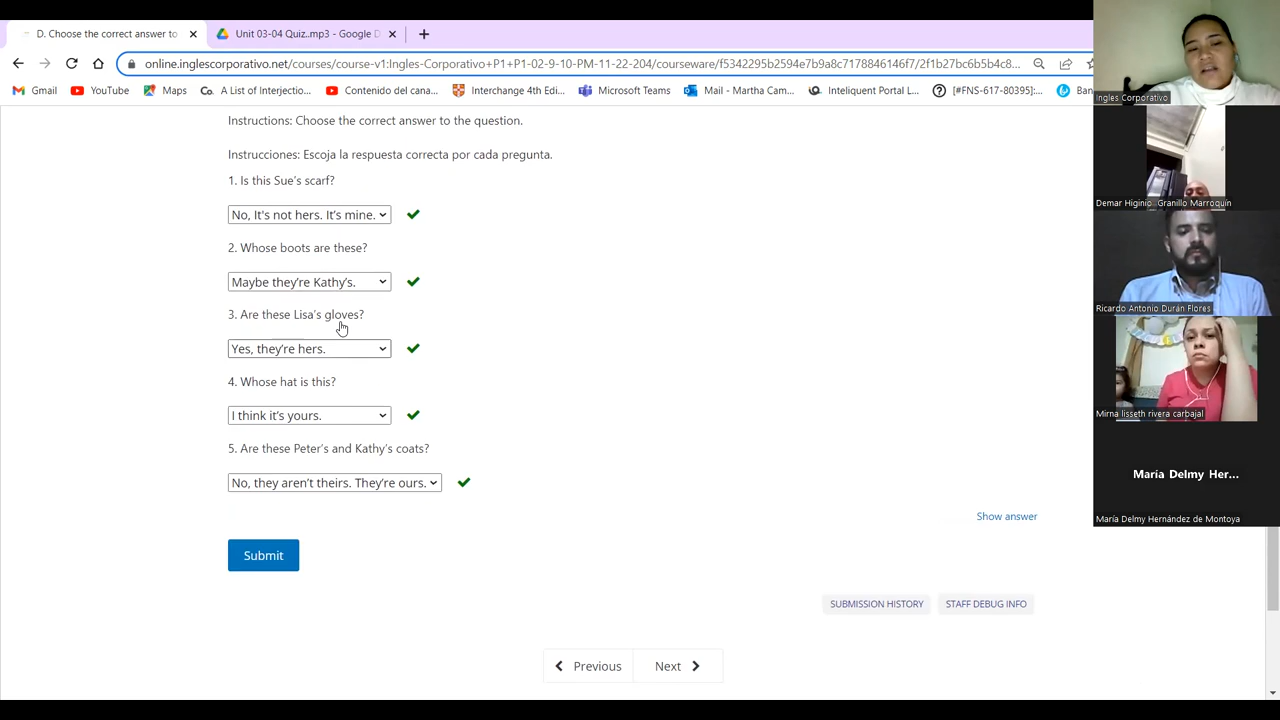 D. Choose the correct answer to
Unit 03-04 Quiz..mp3 - Google D
online.inglescorporativo.net/courses/course-v1:Ingles-Corporativo+P1+P1-02-9-10-PM-11-22-204/courseware/f5342295b2594e7b9a8c7178846146f7/2f1b27bc6b5b4c8...
Gmail
YouTube
Maps
A List of Interjectio...
Contenido del cana...
Interchange 4th Edi...
Microsoft Teams
Mail - Martha Cam...
Inteliquent Portal L...
[#FNS-617-80395]:...
Ban
Instructions: Choose the correct answer to the question.
Instrucciones: Escoja la respuesta correcta por cada pregunta.
1. Is this Sue's scarf?
No, It's not hers. It's mine.
2. Whose boots are these?
Maybe they're Kathy's.
3. Are these Lisa's gloves?
Yes, they're hers.
4. Whose hat is this?
I think it's yours.
5. Are these Peter's and Kathy's coats?
No, they aren't theirs. They're ours.
Show answer
Submit
SUBMISSION HISTORY
STAFF DEBUG INFO
Previous
Next
Ingles Corporativo
Demar Higinio Granillo Marroquín
Ricardo Antonio Durán Flores
Mirna lisseth rivera carbajal
María Delmy Her...
María Delmy Hernández de Montoya